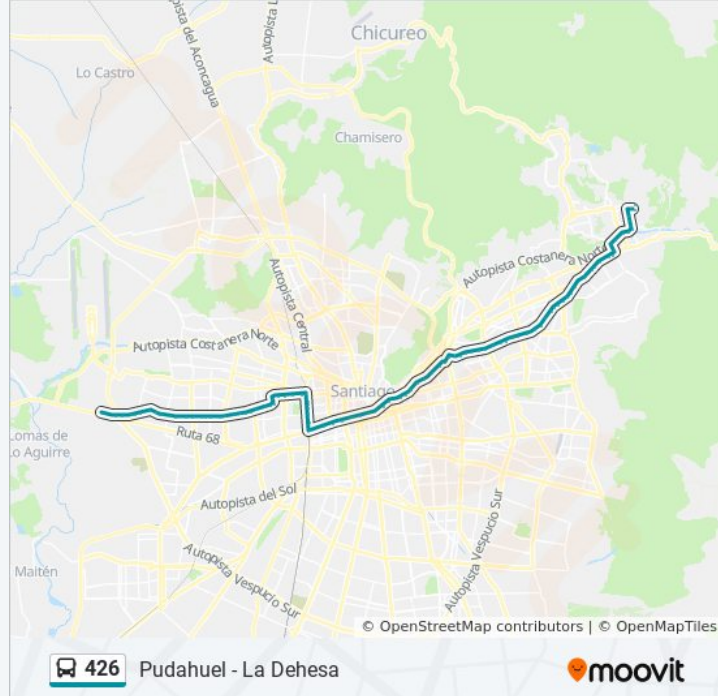 Autopista del Aconcagua
Chicureo
Lo Castro
Chamisero
Autopista Costanera Norte
Autopista Central
Autopista Costanera Norte
Santiago
Ruta 68
Lomas de
Lo Aguirre
Autopista del Sol
Autopista Vespucio Sur
Autopista Vespucio Sur
Maitén
© OpenStreetMap contributors | © OpenMapTiles
426 Pudahuel - La Dehesa
moovit